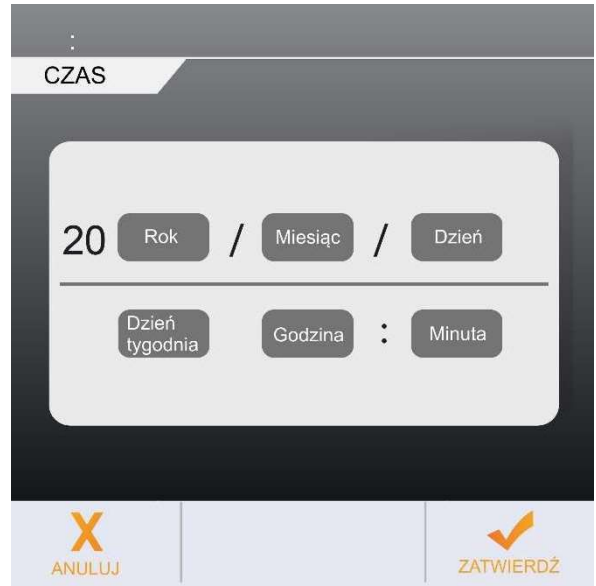 :
CZAS
20 Rok / Miesiąc / Dzień
Dzień
tygodnia Godzina : Minuta
X
ANULUJ ZATWIERDŹ